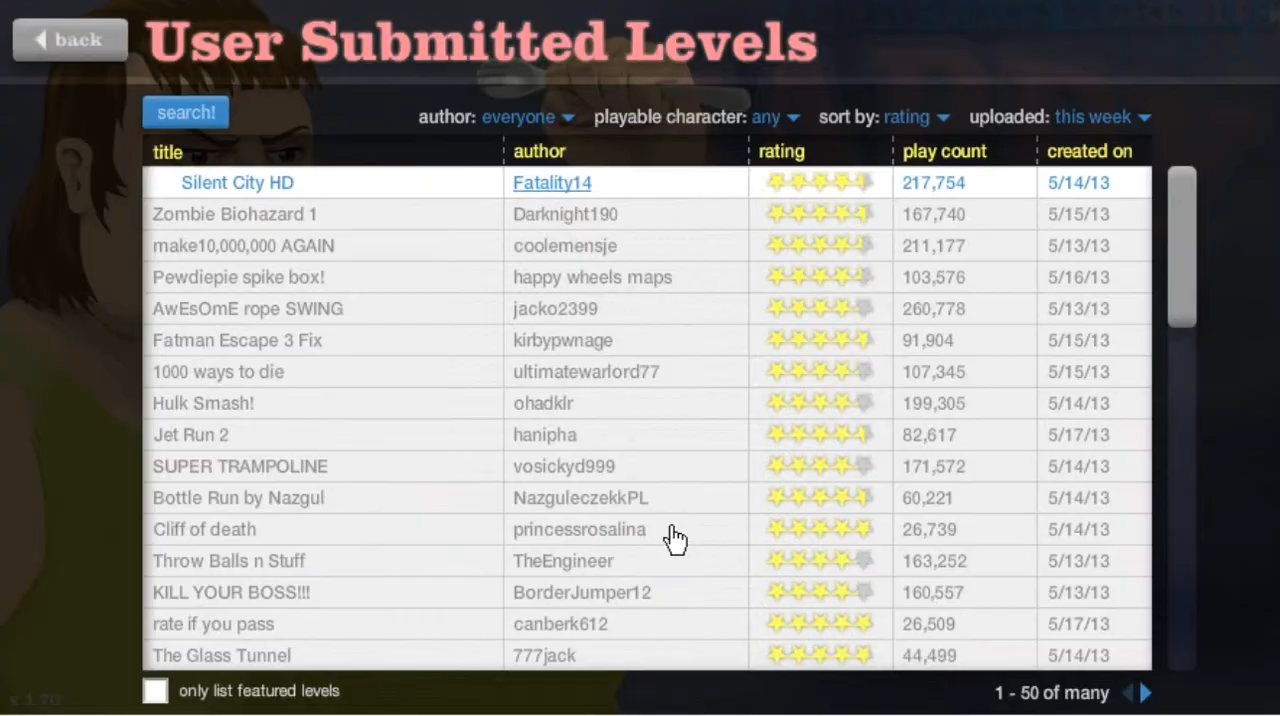 back User Submitted Levels
search! author: everyone playable character: any sort by: rating uploaded: this week
title author rating play count created on
Silent City HD Fatality14 217,754 5/14/13
Zombie Biohazard 1 Darknight190 167,740 5/15/13
make10,000,000 AGAIN coolemensje 211,177 5/13/13
Pewdiepie spike box! happy wheels maps 103,576 5/16/13
AwEsOmE rope SWING jacko2399 260,778 5/13/13
Fatman Escape 3 Fix kirbypwnage 91,904 5/15/13
1000 ways to die ultimatewarlord77 107,345 5/15/13
Hulk Smash! ohadklr 199,305 5/14/13
Jet Run 2 hanipha 82,617 5/17/13
SUPER TRAMPOLINE vosickyd999 171,572 5/14/13
Bottle Run by Nazgul NazguleczekkPL 60,221 5/14/13
Cliff of death princessrosalina 26,739 5/14/13
Throw Balls n Stuff TheEngineer 163,252 5/13/13
KILL YOUR BOSS!!! BorderJumper12 160,557 5/13/13
rate if you pass canberk612 26,509 5/17/13
The Glass Tunnel 777jack 44,499 5/14/13
v 1.70 only list featured levels 1 - 50 of many